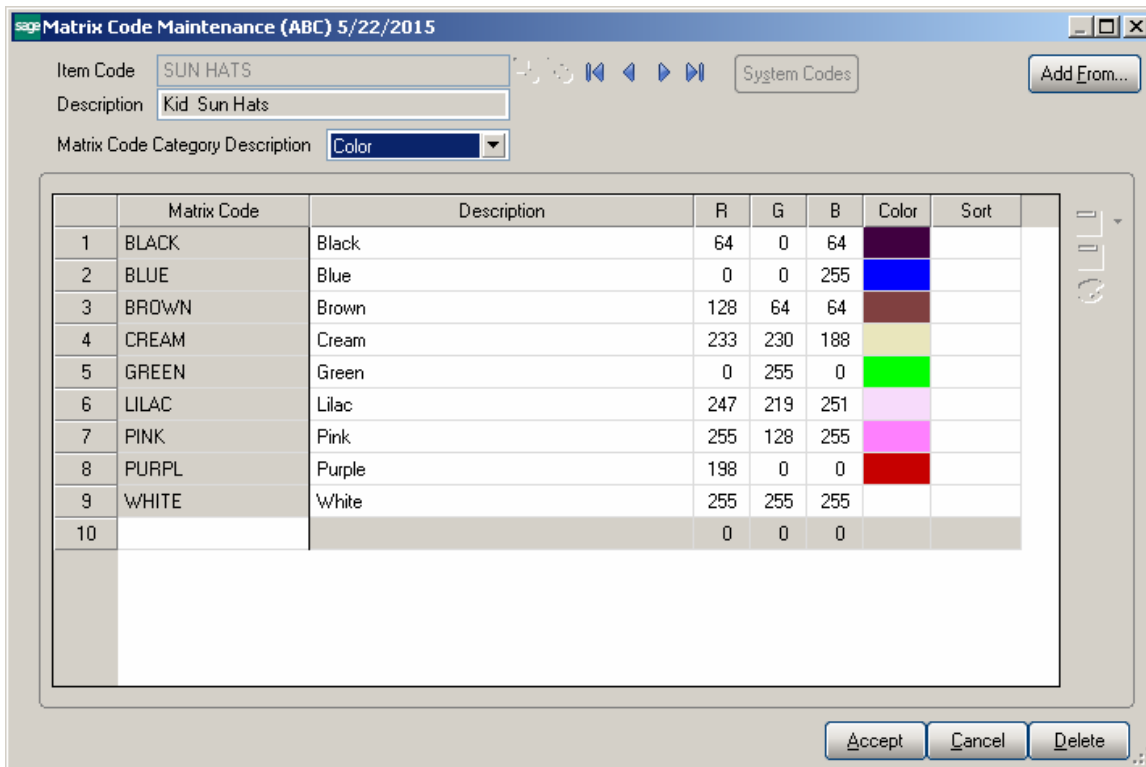 sage Matrix Code Maintenance (ABC) 5/22/2015
Item Code SUN HATS System Codes Add From...
Description Kid Sun Hats
Matrix Code Category Description Color
Matrix Code Description R G B Color Sort
1 BLACK Black 64 0 64
2 BLUE Blue 0 0 255
3 BROWN Brown 128 64 64
4 CREAM Cream 233 230 188
5 GREEN Green 0 255 0
6 LILAC Lilac 247 219 251
7 PINK Pink 255 128 255
8 PURPL Purple 198 0 0
9 WHITE White 255 255 255
10 0 0 0
Accept Cancel Delete